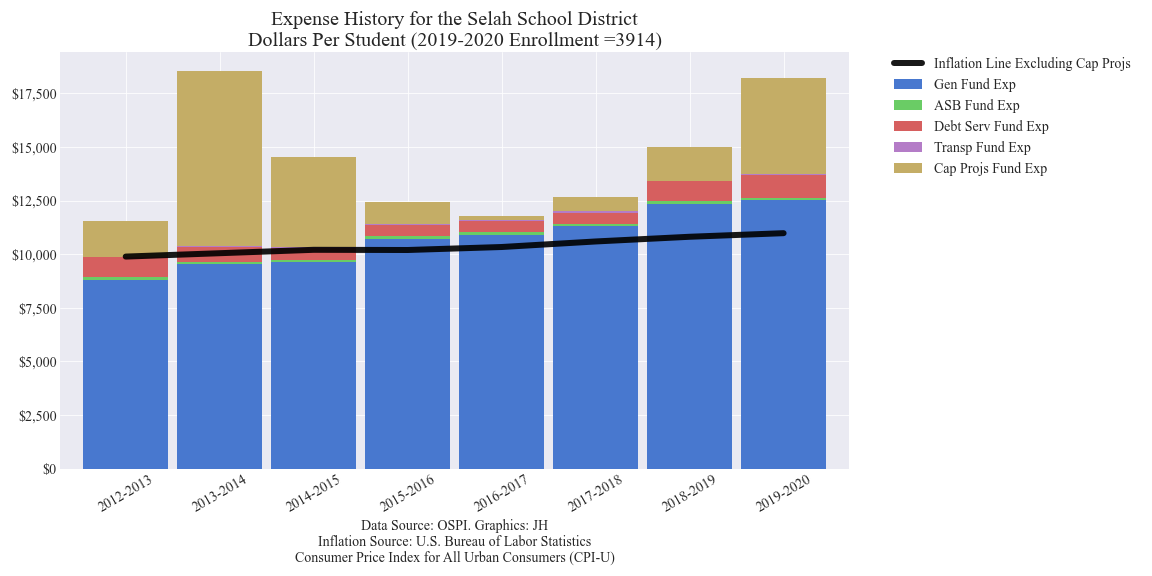 Expense History for the Selah School District
Dollars Per Student (2019-2020 Enrollment =3914)
Inflation Line Excluding Cap Projs
Gen Fund Exp
ASB Fund Exp
Debt Serv Fund Exp
Transp Fund Exp
Cap Projs Fund Exp
$17,500
$15,000
$12,500
$10,000
$7,500
$5,000
$2,500
$0
2012-2013
2013-2014
2014-2015
2015-2016
2016-2017
2017-2018
2018-2019
2019-2020
Data Source: OSPI. Graphics: JH
Inflation Source: U.S. Bureau of Labor Statistics
Consumer Price Index for All Urban Consumers (CPI-U)